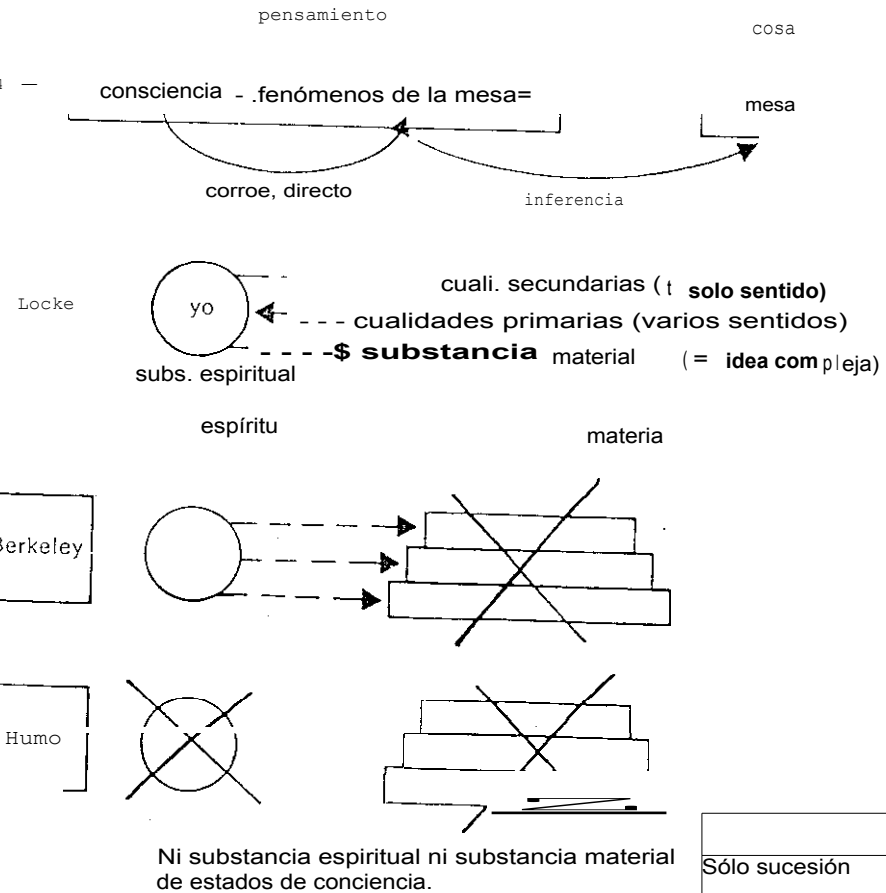 pensamiento
cosa
consciencia - .fenómenos de la mesa=
mesa
corroe, directo
inferencia
cuali. secundarias ( t solo sentido)
Locke
yo
- - - cualidades primarias (varios sentidos)
- - - -$ substancia material ( = idea compleja)
subs. espiritual
espíritu
materia
Berkeley
Humo
Ni substancia espiritual ni substancia material
Sólo sucesión
de estados de conciencia.